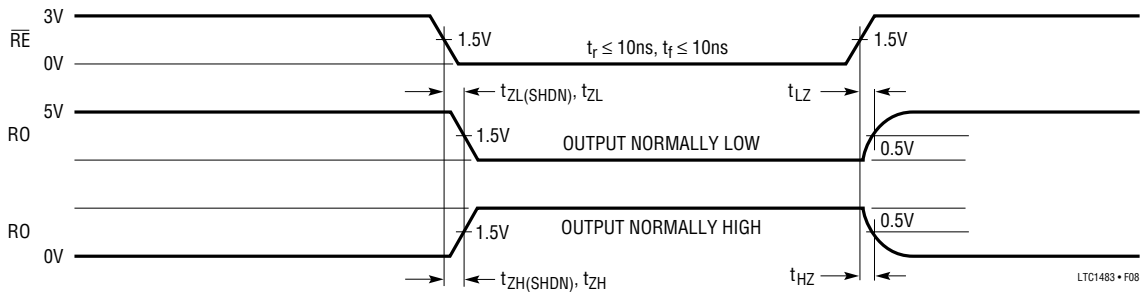 3V
R̅E̅
1.5V
tr ≤ 10ns, tf ≤ 10ns
1.5V
0V
tZL(SHDN), tZL
tLZ
5V
RO
1.5V
OUTPUT NORMALLY LOW
0.5V
RO
1.5V
OUTPUT NORMALLY HIGH
0.5V
0V
tZH(SHDN), tZH
tHZ
LTC1483 • F08